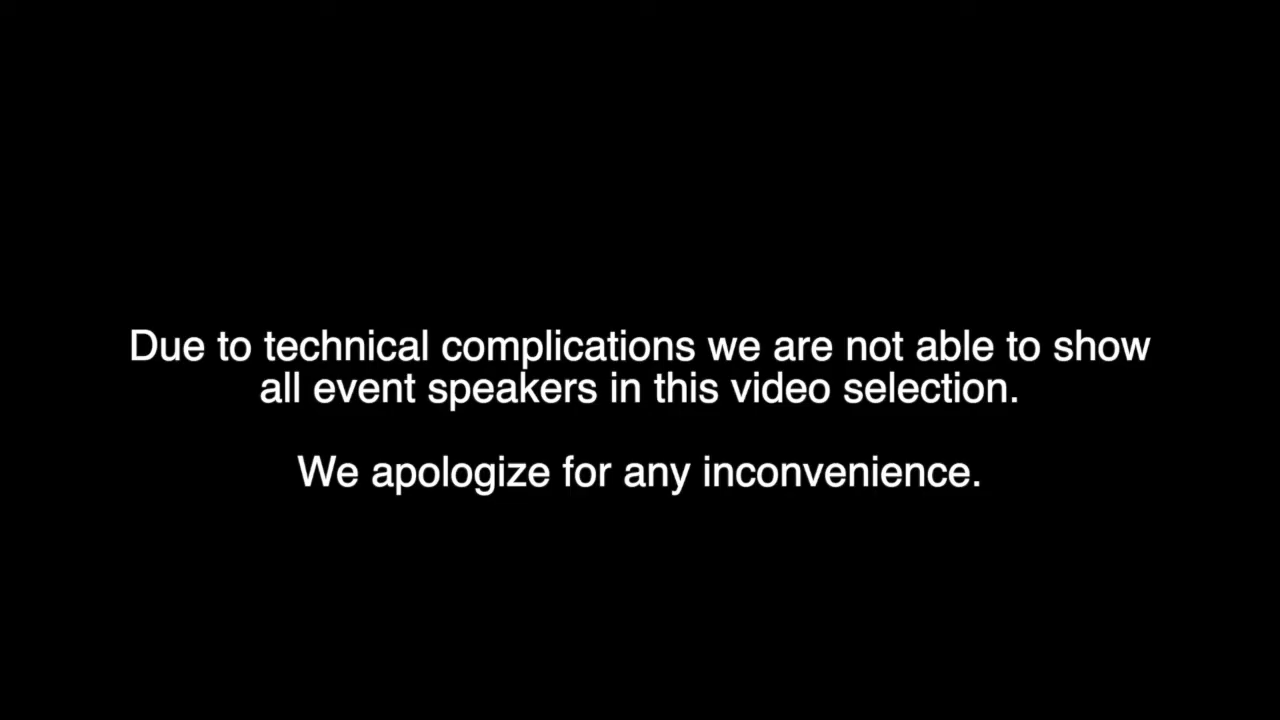 Due to technical complications we are not able to show
all event speakers in this video selection.
We apologize for any inconvenience.